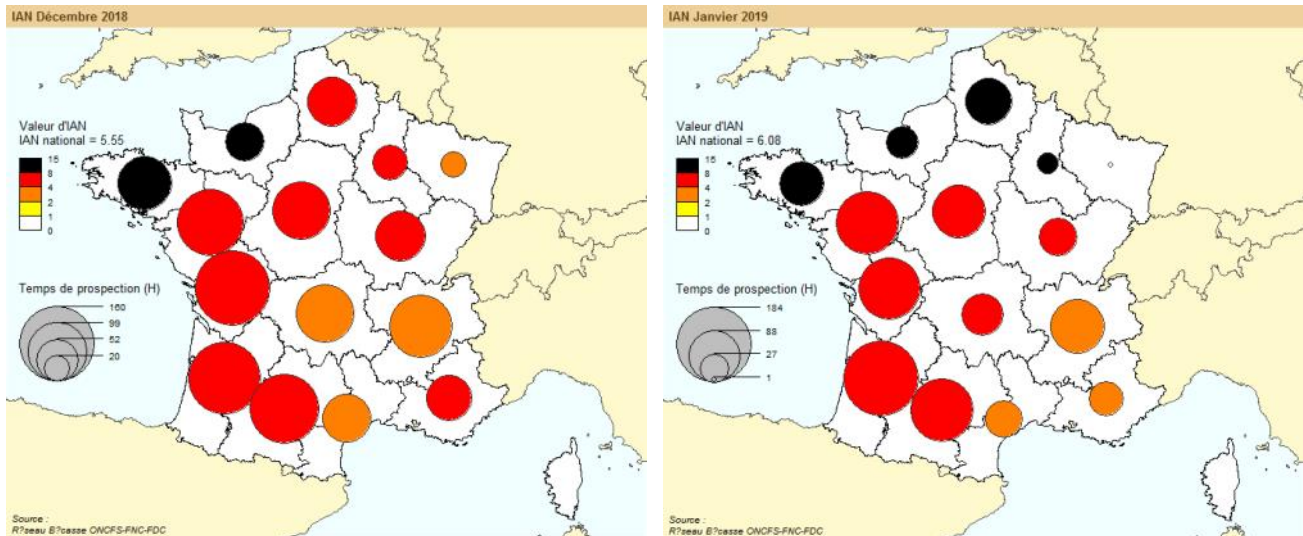 IAN Décembre 2018
Valeur d'IAN
IAN national = 5.55
15
8
4
2
1
0
Temps de prospection (H)
160
99
52
20
Source :
R?seau B?casse ONCFS-FNC-FDC
IAN Janvier 2019
Valeur d'IAN
IAN national = 6.08
15
8
4
2
1
0
Temps de prospection (H)
184
88
27
1
Source :
R?seau B?casse ONCFS-FNC-FDC